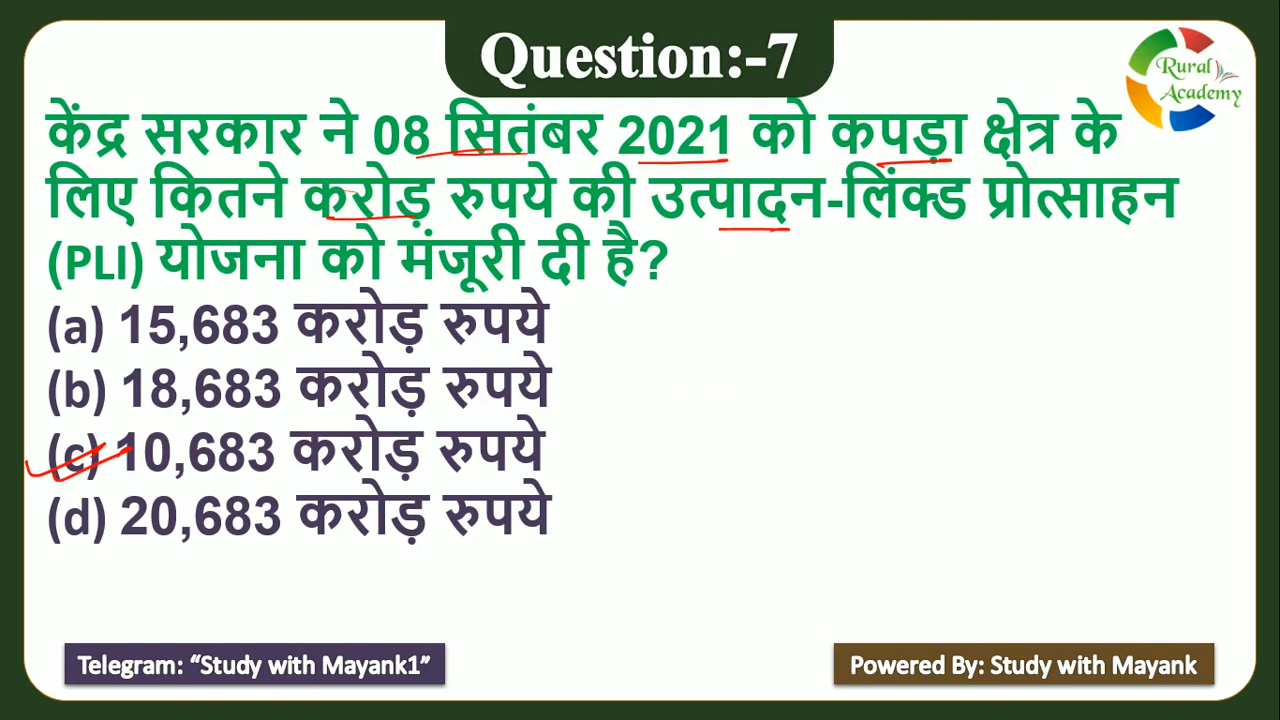 Question:-7
Rural
Academy
केंद्र सरकार ने 08 सितंबर 2021 को कपड़ा क्षेत्र के
लिए कितने करोड़ रुपये की उत्पादन-लिंक्ड प्रोत्साहन
(PLI) योजना को मंजूरी दी है?
(a) 15,683 करोड़ रुपये
(b) 18,683 करोड़ रुपये
(c) 10,683 करोड़ रुपये
(d) 20,683 करोड़ रुपये
Telegram: “Study with Mayank1”
Powered By: Study with Mayank